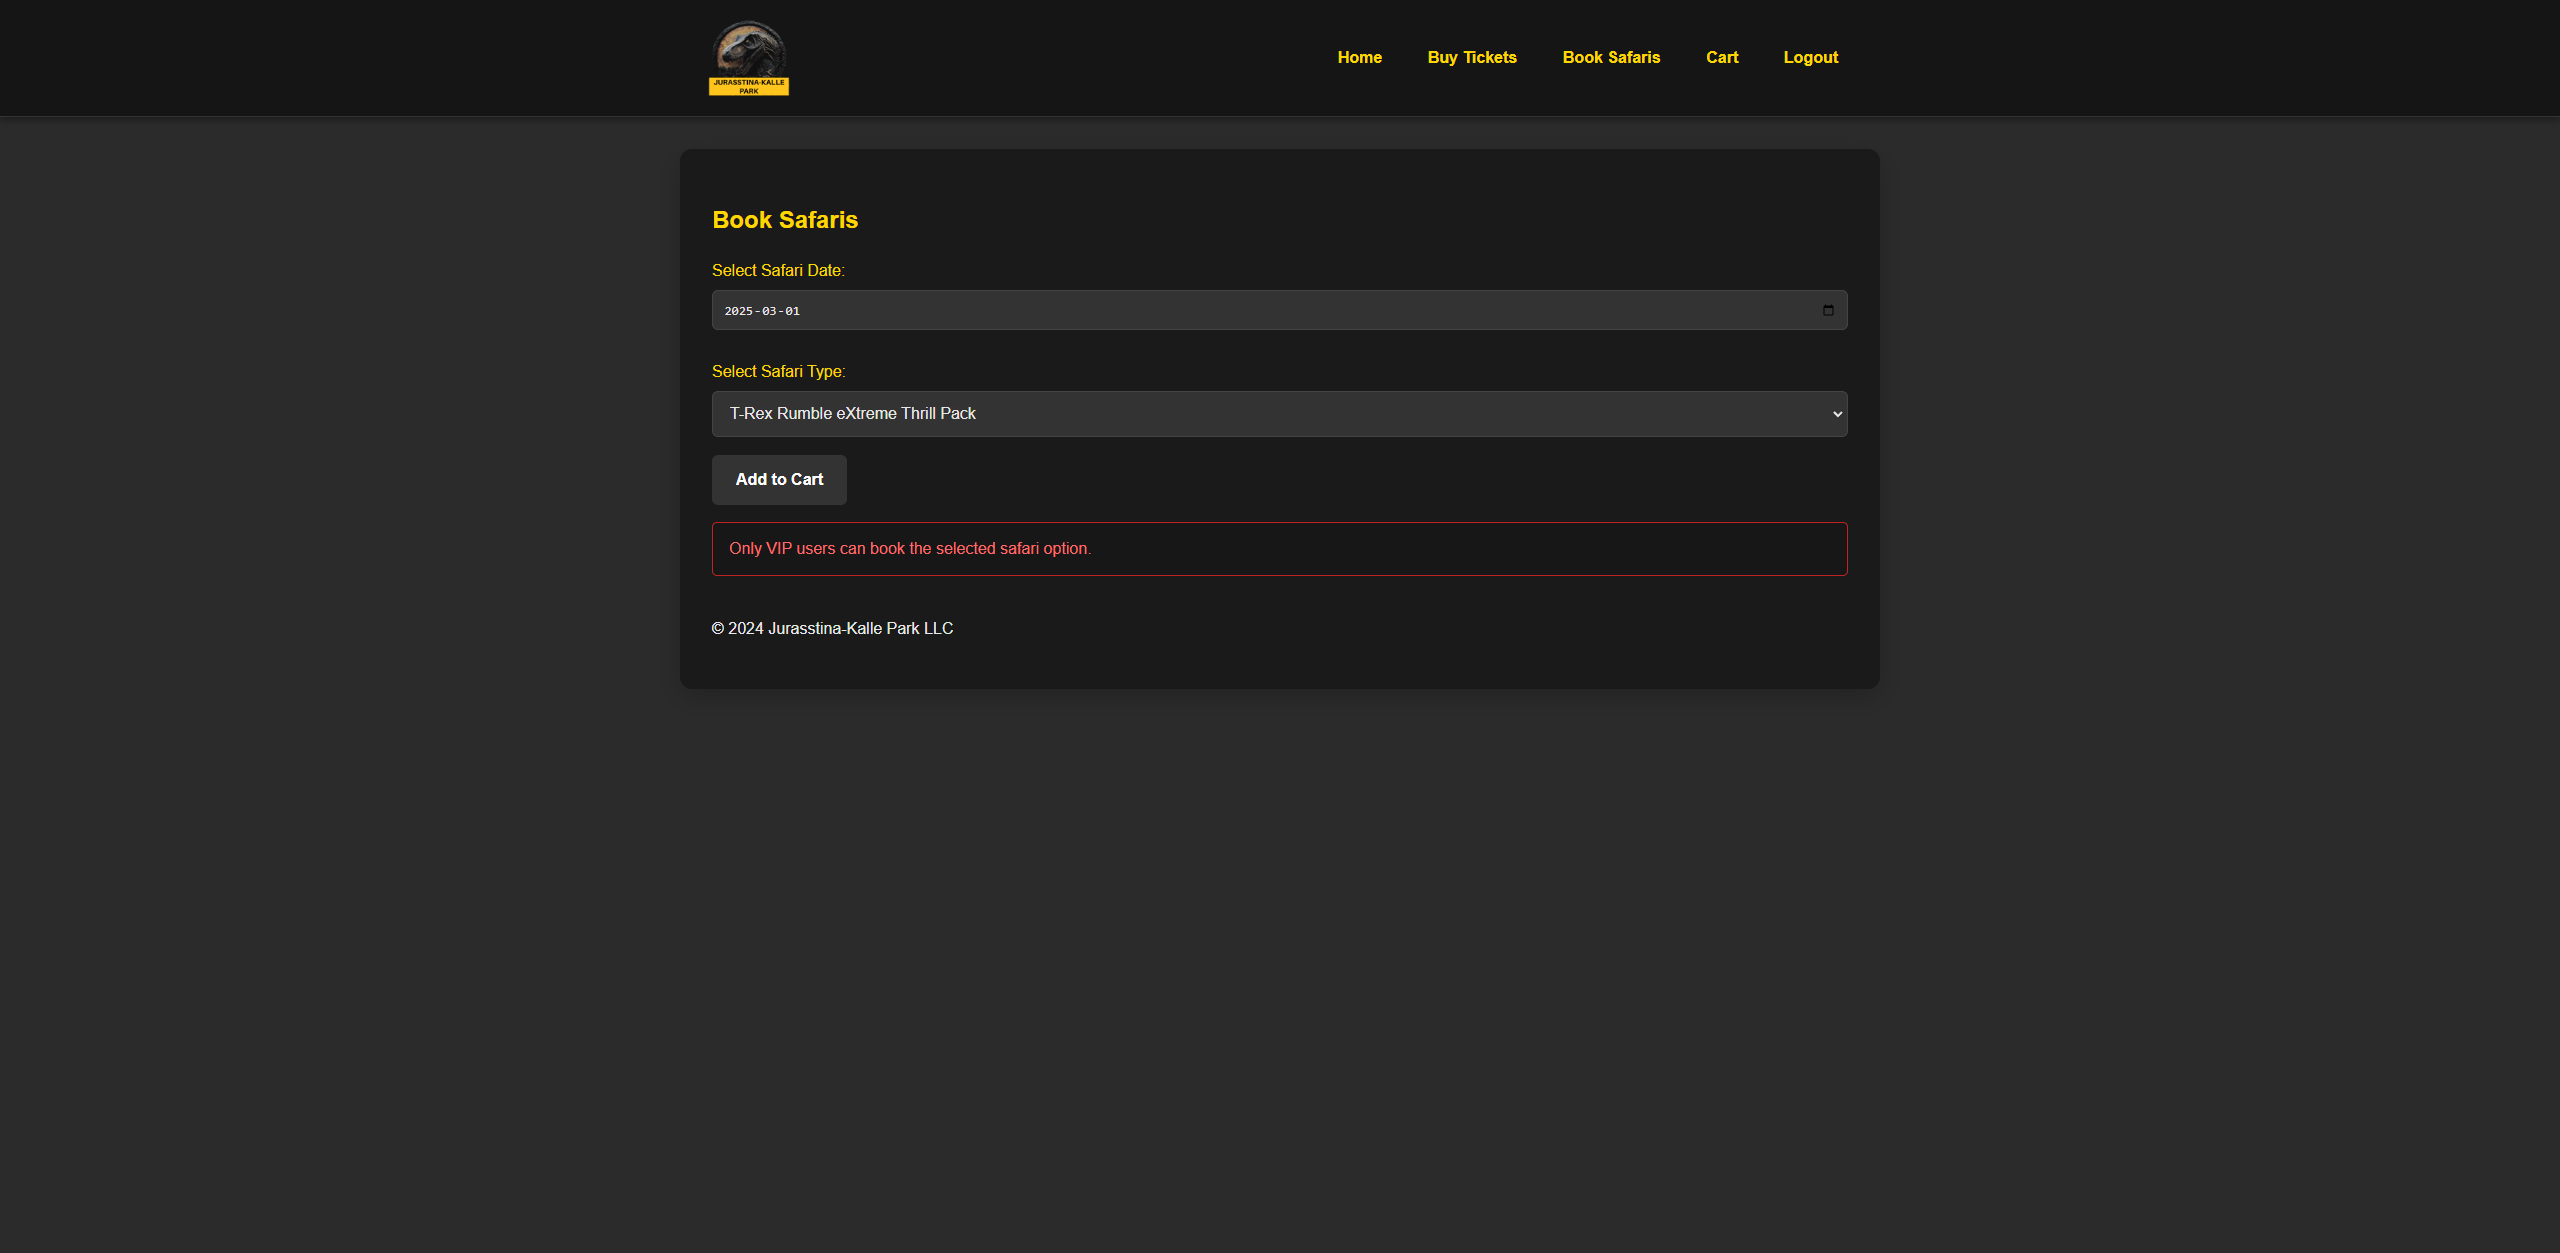 JURASSTINA-KALLE
PARK
Home
Buy Tickets
Book Safaris
Cart
Logout
Book Safaris
Select Safari Date:
2025-03-01
Select Safari Type:
T-Rex Rumble eXtreme Thrill Pack
Add to Cart
Only VIP users can book the selected safari option.
© 2024 Jurasstina-Kalle Park LLC